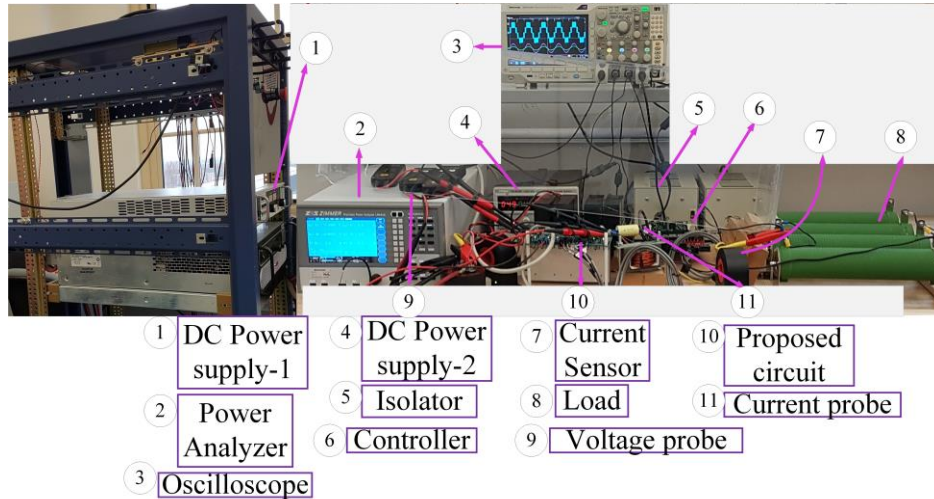 1
2
3
4
5
6
7
8
ZIMMER
9
10
11
1 DC Power supply-1
2 Power Analyzer
3 Oscilloscope
4 DC Power supply-2
5 Isolator
6 Controller
7 Current Sensor
8 Load
9 Voltage probe
10 Proposed circuit
11 Current probe